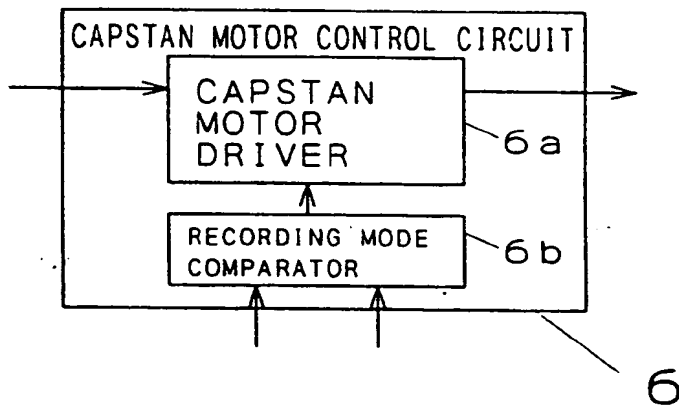 CAPSTAN MOTOR CONTROL CIRCUIT
CAPSTAN
MOTOR
DRIVER
6a
RECORDING MODE
COMPARATOR
6b
6